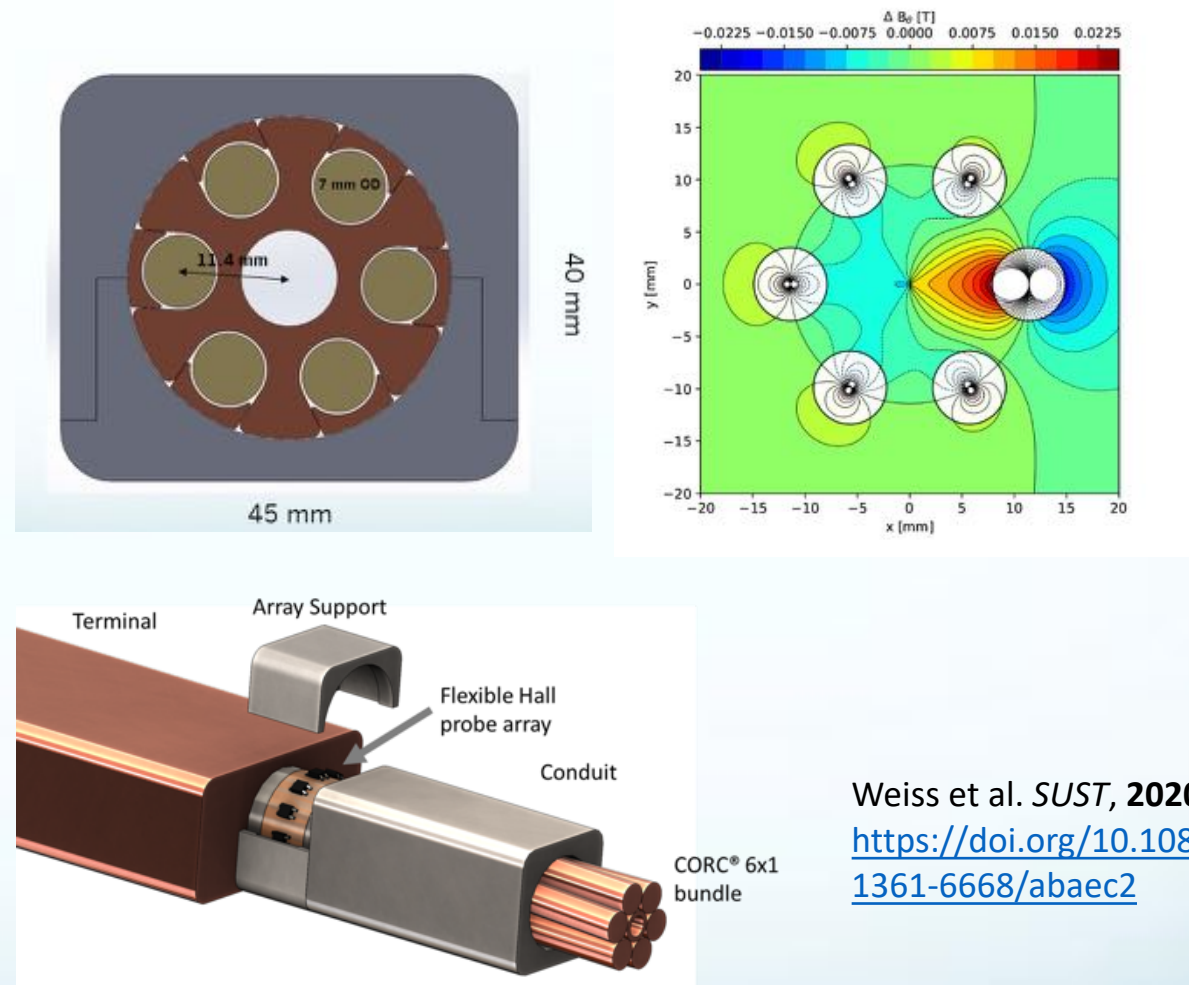 7 mm OD
11.4 mm
40 mm
45 mm
Δ Bθ [T]
−0.0225 −0.0150 −0.0075 0.0000 0.0075 0.0150 0.0225
20
15
10
5
0
−5
−10
−15
−20
y [mm]
−20 −15 −10 −5 0 5 10 15 20
x [mm]
Terminal
Array Support
Flexible Hall
probe array
Conduit
CORC® 6x1
bundle
Weiss et al. SUST, 2020
https://doi.org/10.108
1361-6668/abaec2